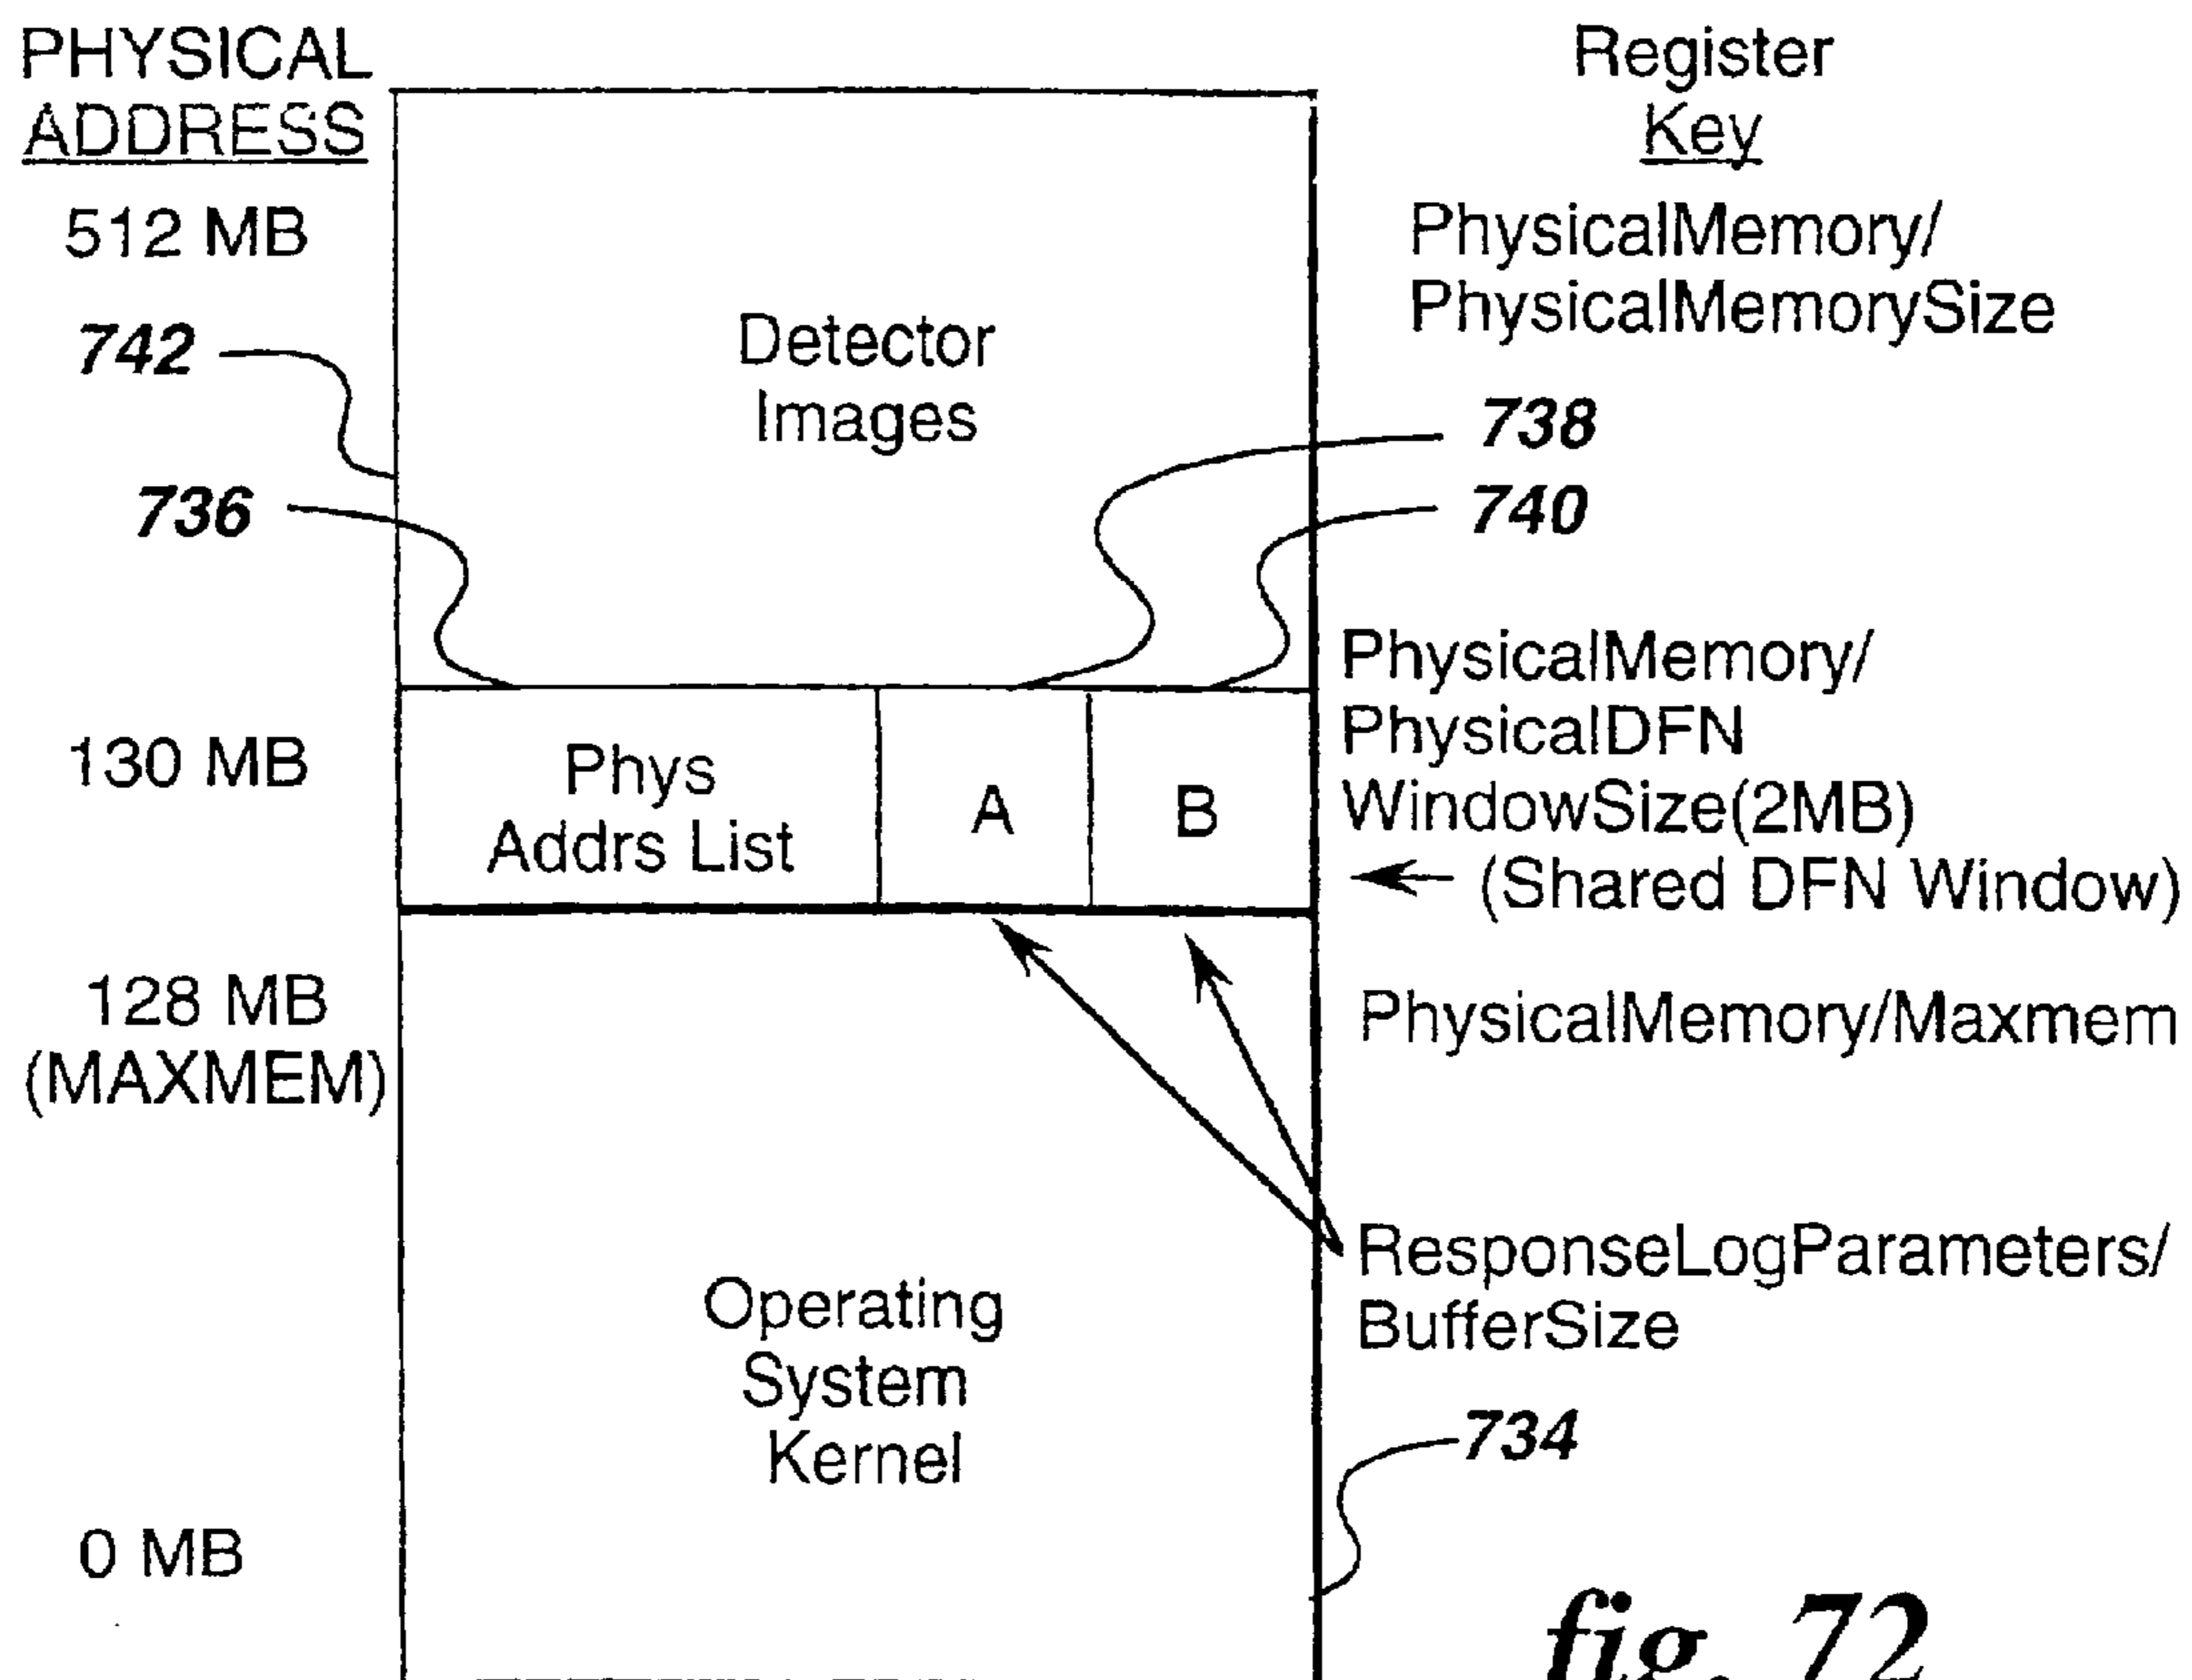 PHYSICAL
ADDRESS
Register
Key
512 MB
PhysicalMemory/
PhysicalMemorySize
742
Detector
Images
738
736
740
130 MB
Phys
Addrs List
A
B
PhysicalMemory/
PhysicalDFN
WindowSize(2MB)
(Shared DFN Window)
128 MB
(MAXMEM)
PhysicalMemory/Maxmem
ResponseLogParameters/
BufferSize
Operating
System
Kernel
734
0 MB
fig. 72